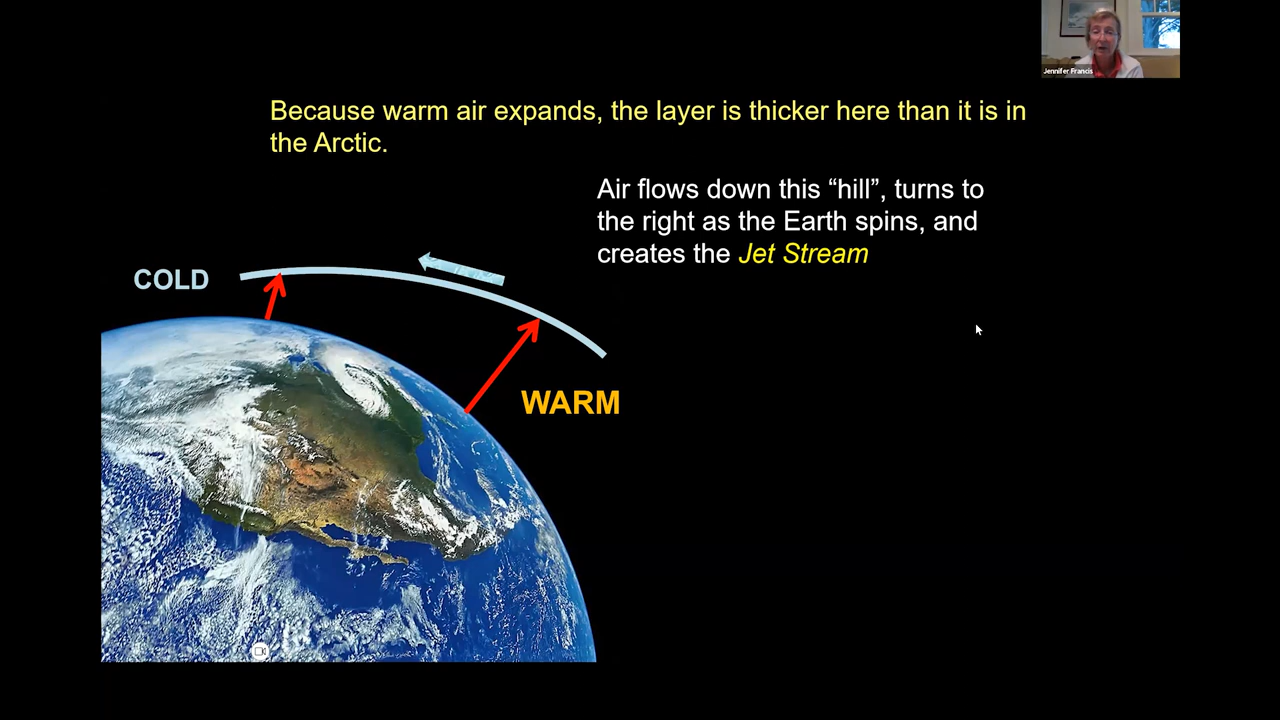 Jennifer Francis
Because warm air expands, the layer is thicker here than it is in
the Arctic.
Air flows down this “hill”, turns to
the right as the Earth spins, and
creates the Jet Stream
COLD
WARM